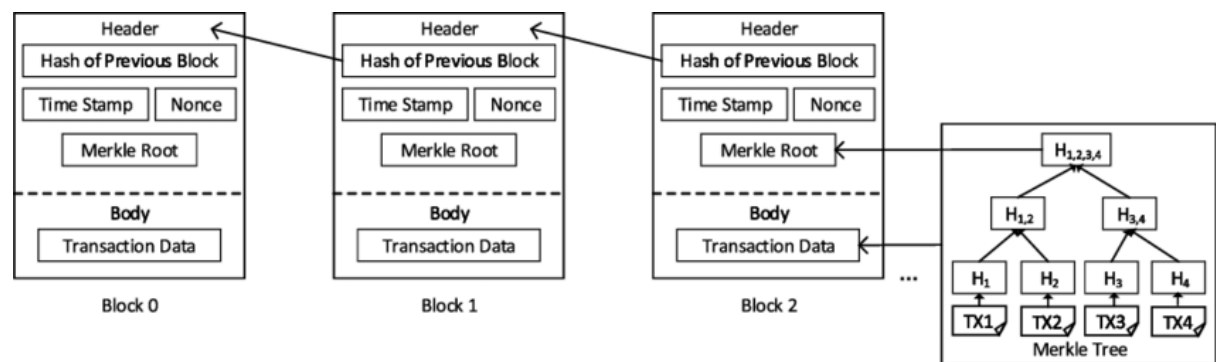 Header
Hash of Previous Block
Time Stamp
Nonce
Merkle Root
Body
Transaction Data
Block 0
Header
Hash of Previous Block
Time Stamp
Nonce
Merkle Root
Body
Transaction Data
Block 1
Header
Hash of Previous Block
Time Stamp
Nonce
Merkle Root
Body
Transaction Data
Block 2
...
H1,2,3,4
H1,2
H3,4
H1
H2
H3
H4
TX1
TX2
TX3
TX4
Merkle Tree